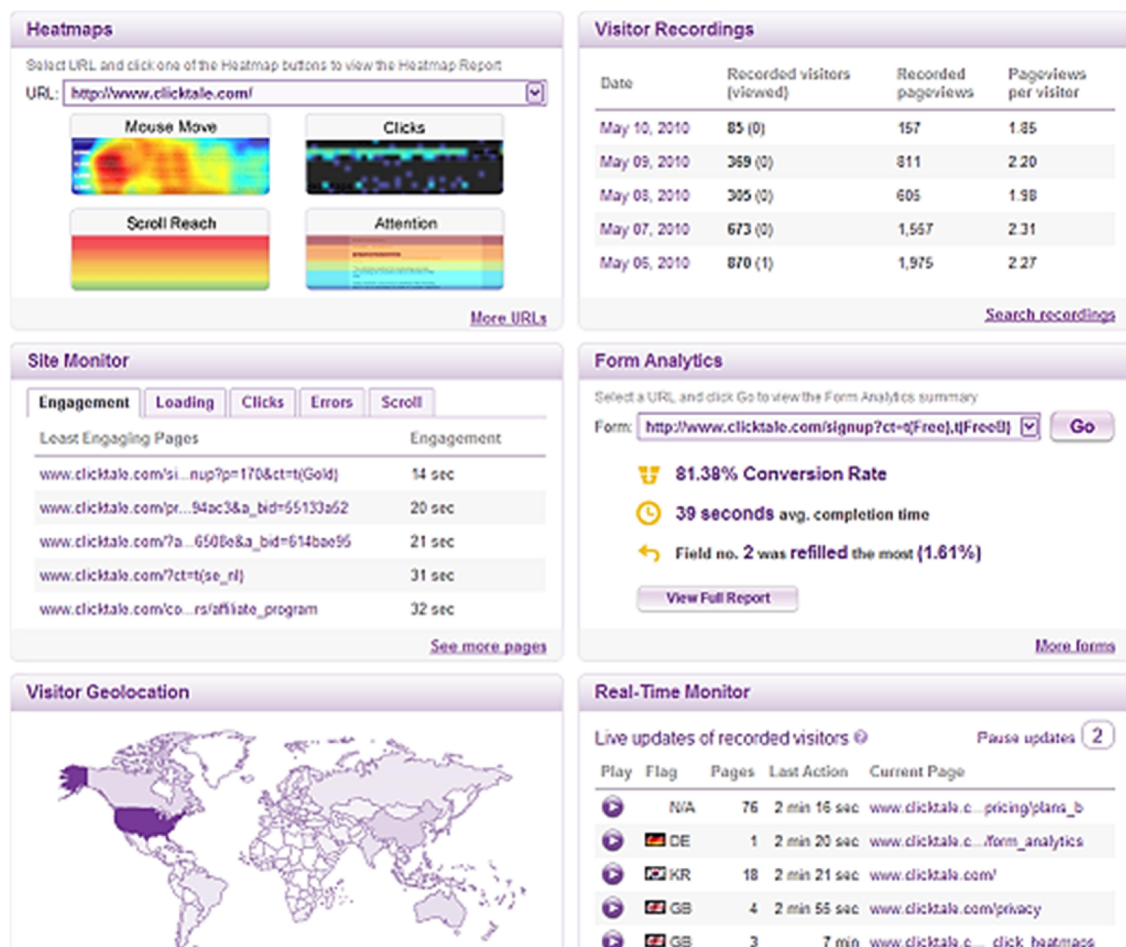 Heatmaps
Select URL and click one of the Heatmap buttons to view the Heatmap Report
URL: http://www.clicktale.com/
Mouse Move Clicks
Scroll Reach Attention
More URLs
Visitor Recordings
Date Recorded visitors (viewed) Recorded pageviews Pageviews per visitor
May 10, 2010 85 (0) 157 1.85
May 09, 2010 369 (0) 811 2.20
May 08, 2010 305 (0) 605 1.98
May 07, 2010 673 (0) 1,557 2.31
May 06, 2010 870 (1) 1,975 2.27
Search recordings
Site Monitor
Engagement Loading Clicks Errors Scroll
Least Engaging Pages Engagement
www.clicktale.com/si...nup?p=170&ct=t(Gold) 14 sec
www.clicktale.com/pr...94ac3&a_bid=55133a52 20 sec
www.clicktale.com/?a...6508e&a_bid=614bae95 21 sec
www.clicktale.com/?ct=t(se_nl) 31 sec
www.clicktale.com/co...rs/affiliate_program 32 sec
See more pages
Form Analytics
Select a URL and click Go to view the Form Analytics summary
Form: http://www.clicktale.com/signup?ct=t(Free),t(FreeB) Go
81.38% Conversion Rate
39 seconds avg. completion time
Field no. 2 was refilled the most (1.61%)
View Full Report
More forms
Visitor Geolocation
Real-Time Monitor
Live updates of recorded visitors Pause updates 2
Play Flag Pages Last Action Current Page
N/A 76 2 min 16 sec www.clicktale.c...pricing/plans_b
DE 1 2 min 20 sec www.clicktale.c.../form_analytics
KR 18 2 min 21 sec www.clicktale.com/
GB 4 2 min 55 sec www.clicktale.com/privacy
GB 3 7 min www.clicktale.c... click_heatmaps